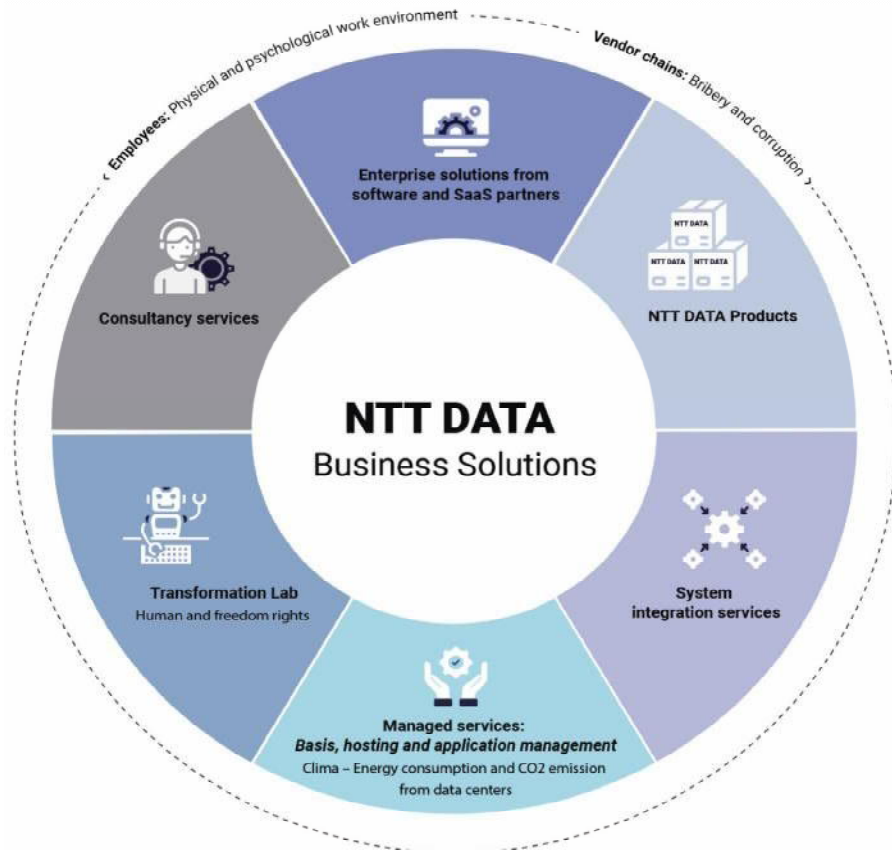 Employees: Physical and psychological work environment
Vendor chains: Bribery and corruption
Enterprise solutions from
software and SaaS partners
NTT DATA
NTT DATA
NTT DATA
NTT DATA Products
Consultancy services
NTT DATA
Business Solutions
Transformation Lab
Human and freedom rights
System
integration services
Managed services:
Basis, hosting and application management
Clima – Energy consumption and CO2 emission
from data centers